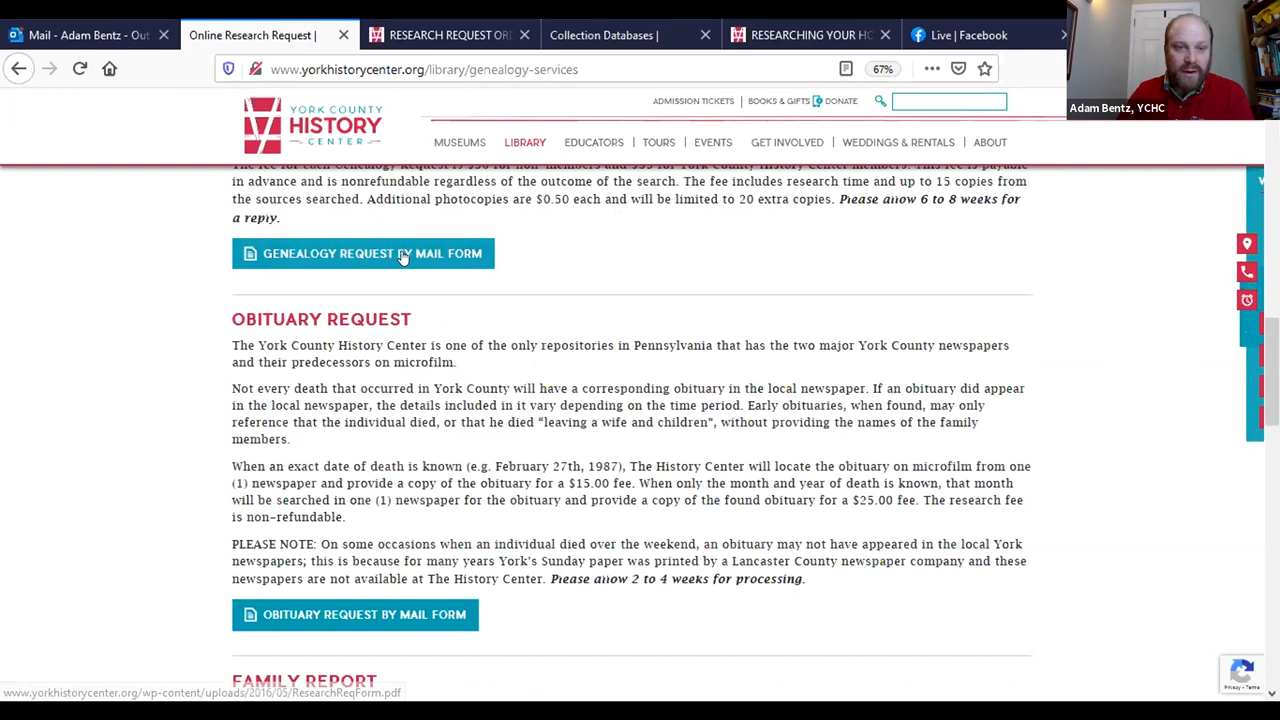 Mail - Adam Bentz - Out
Online Research Request |
RESEARCH REQUEST OR
Collection Databases |
RESEARCHING YOUR HO
Live | Facebook
www.yorkhistorycenter.org/library/genealogy-services
67%
Adam Bentz, YCHC
YORK COUNTY
HISTORY
CENTER
ADMISSION TICKETS | BOOKS & GIFTS DONATE
MUSEUMS LIBRARY EDUCATORS TOURS EVENTS GET INVOLVED WEDDINGS & RENTALS ABOUT
in advance and is nonrefundable regardless of the outcome of the search. The fee includes research time and up to 15 copies from
the sources searched. Additional photocopies are $0.50 each and will be limited to 20 extra copies. Please allow 6 to 8 weeks for
a reply.
GENEALOGY REQUEST BY MAIL FORM
OBITUARY REQUEST
The York County History Center is one of the only repositories in Pennsylvania that has the two major York County newspapers
and their predecessors on microfilm.
Not every death that occurred in York County will have a corresponding obituary in the local newspaper. If an obituary did appear
in the local newspaper, the details included in it vary depending on the time period. Early obituaries, when found, may only
reference that the individual died, or that he died "leaving a wife and children", without providing the names of the family
members.
When an exact date of death is known (e.g. February 27th, 1987), The History Center will locate the obituary on microfilm from one
(1) newspaper and provide a copy of the obituary for a $15.00 fee. When only the month and year of death is known, that month
will be searched in one (1) newspaper for the obituary and provide a copy of the found obituary for a $25.00 fee. The research fee
is non-refundable.
PLEASE NOTE: On some occasions when an individual died over the weekend, an obituary may not have appeared in the local York
newspapers; this is because for many years York's Sunday paper was printed by a Lancaster County newspaper company and these
newspapers are not available at The History Center. Please allow 2 to 4 weeks for processing.
OBITUARY REQUEST BY MAIL FORM
FAMILY REPORT
Privacy - Terms
www.yorkhistorycenter.org/wp-content/uploads/2016/05/ResearchReqForm.pdf